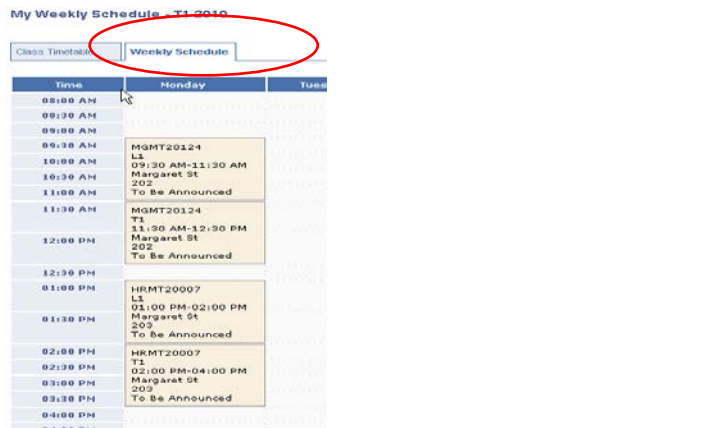 My Weekly Schedule - T1 2010
Class Timetable
Weekly Schedule
Time
Monday
Tues
08:00 AM
08:30 AM
09:00 AM
09:30 AM
MGMT20124
L1
10:00 AM
09:30 AM-11:30 AM
10:30 AM
Margaret St
202
11:00 AM
To Be Announced
11:30 AM
MGMT20124
T1
11:30 AM-12:30 PM
12:00 PM
Margaret St
202
To Be Announced
12:30 PM
01:00 PM
HRMT20007
L1
01:00 PM-02:00 PM
01:30 PM
Margaret St
203
To Be Announced
02:00 PM
HRMT20007
T1
02:30 PM
02:00 PM-04:00 PM
03:00 PM
Margaret St
203
03:30 PM
To Be Announced
04:00 PM